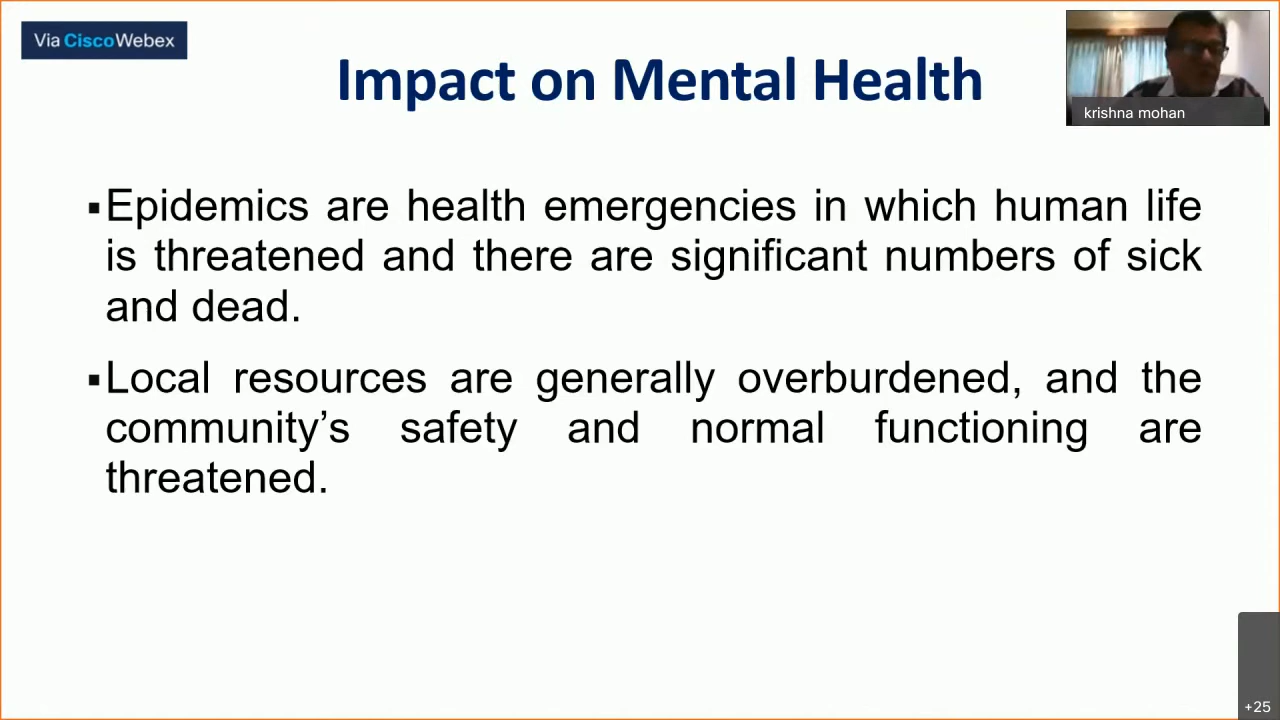 Via CiscoWebex
Impact on Mental Health
krishna mohan
▪Epidemics are health emergencies in which human life
is threatened and there are significant numbers of sick
and dead.
▪Local resources are generally overburdened, and the
community’s safety and normal functioning are
threatened.
+25